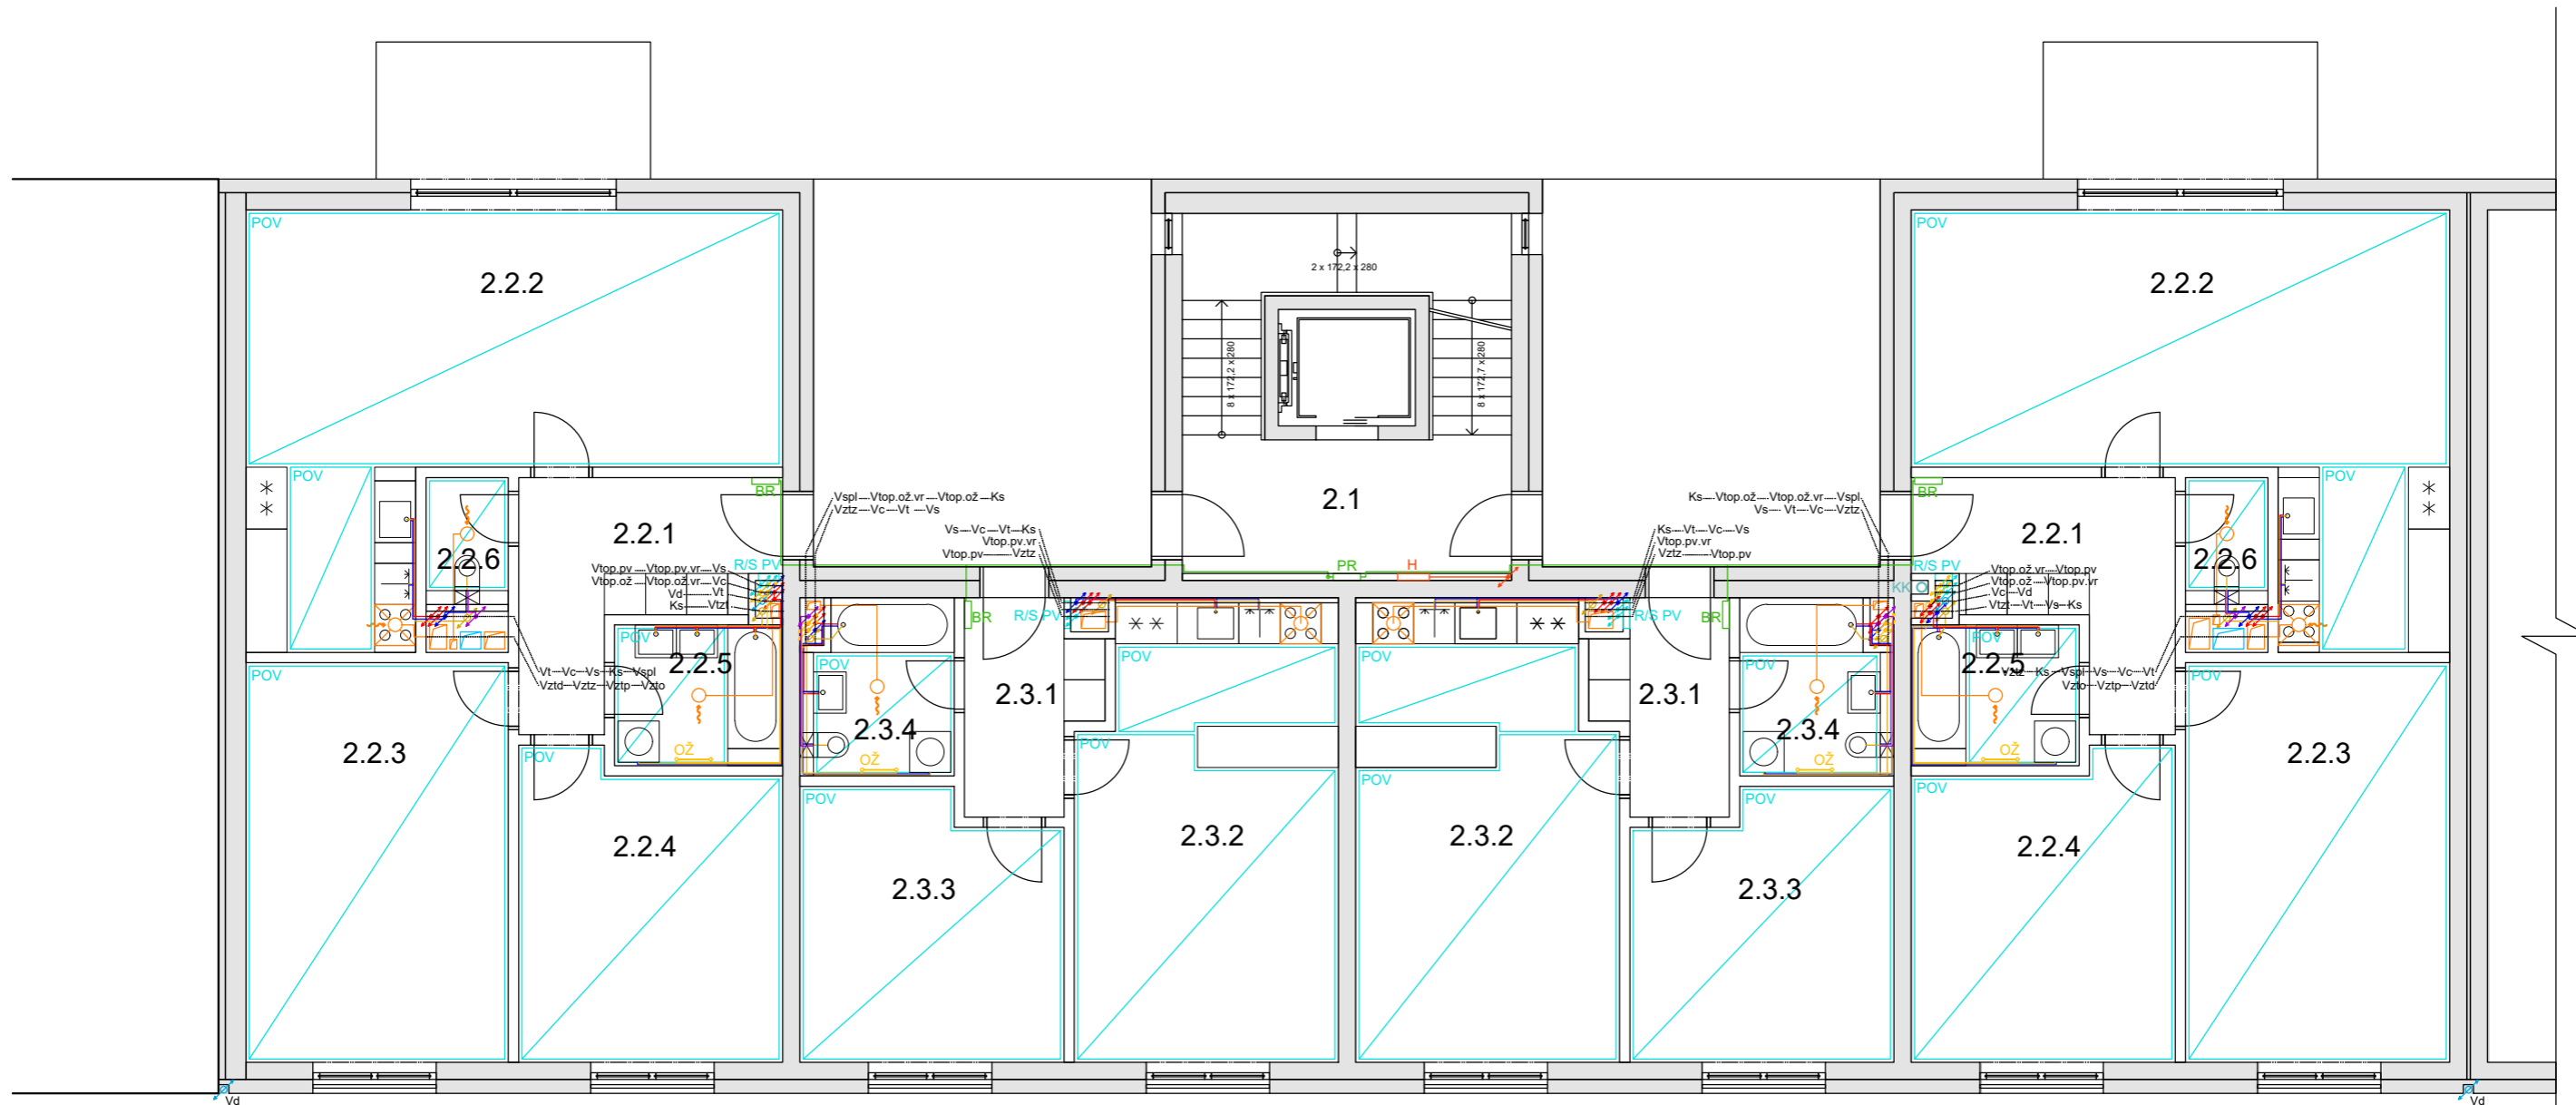 POV
2.2.2
2 x 172,2 x 280
8 x 172,2 x 280
8 x 172,7 x 280
POV
2.2.2
POV
BR
2.2.1
2.2.6
Vspl Vtop.ož.vr Vtop.ož Ks
Vztz Vc Vt Vs
Vs Vc Vt Ks
Vtop.pv.vr
Vtop.pv Vztz
2.1
PR
H
Ks Vtop.ož Vtop.ož.vr Vspl
Vs Vt Vc Vztz
Ks Vt Vc Vs
Vtop.pv.vr
Vztz Vtop.pv
BR
2.2.1
2.2.6
POV
R/S PV
Vtop.pv Vtop.pv.vr Vs
Vtop.ož Vtop.ož.vr Vc
Vd Vt
Ks Vtzt
R/S PV
BR
BR
R/S PV
R/S PV
KK
Vtop.ož.vr Vtop.pv
Vtop.ož Vtop.pv.vr
Vc Vd
Vtzt Vt Vs Ks
Vt Vc Vs Ks Vspl
Vztd Vztz Vztp Vzto
POV
2.2.5
OŽ
POV
2.3.4
OŽ
2.3.1
POV
POV
2.3.1
POV
2.3.4
OŽ
POV
2.2.5
OŽ
Vztz Ks Vspl Vs Vc Vt
Vzto Vztp Vztd
POV
2.2.3
POV
2.2.4
POV
2.3.3
POV
2.3.2
POV
2.3.2
POV
2.3.3
POV
2.2.4
POV
2.2.3
Vd
Vd